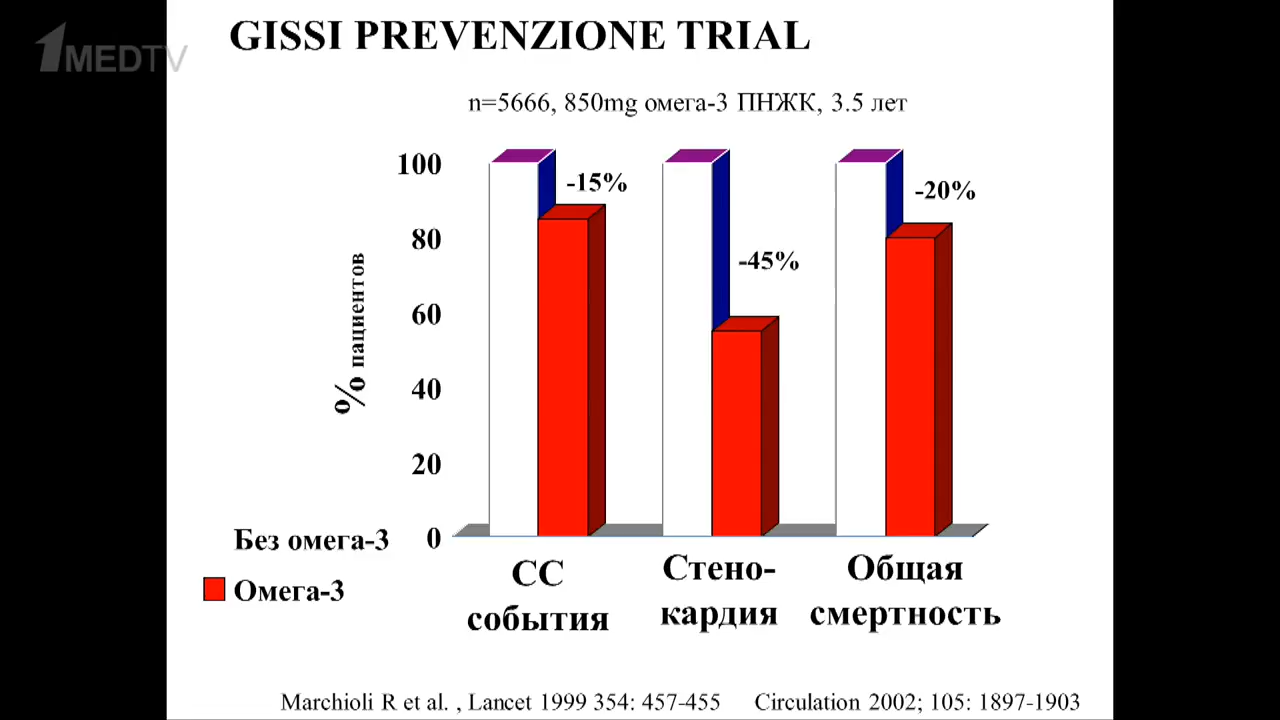 GISSI PREVENZIONE TRIAL
1MEDTV
n=5666, 850mg омега-3 ПНЖК, 3.5 лет
100
-15%
-20%
80
-45%
% пациентов
60
40
20
Без омега-3
0
Омега-3
СС
события
Стено-
кардия
Общая
смертность
Marchioli R et al. , Lancet 1999 354: 457-455 Circulation 2002; 105: 1897-1903